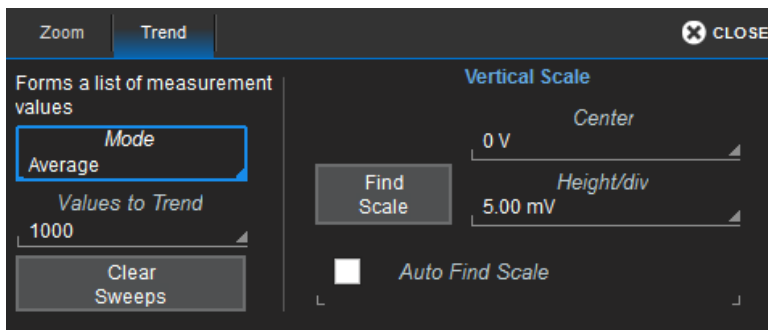 Zoom
Trend
CLOSE
Forms a list of measurement
values
Mode
Average
Values to Trend
1000
Clear
Sweeps
Vertical Scale
Center
0 V
Find
Scale
Height/div
5.00 mV
Auto Find Scale